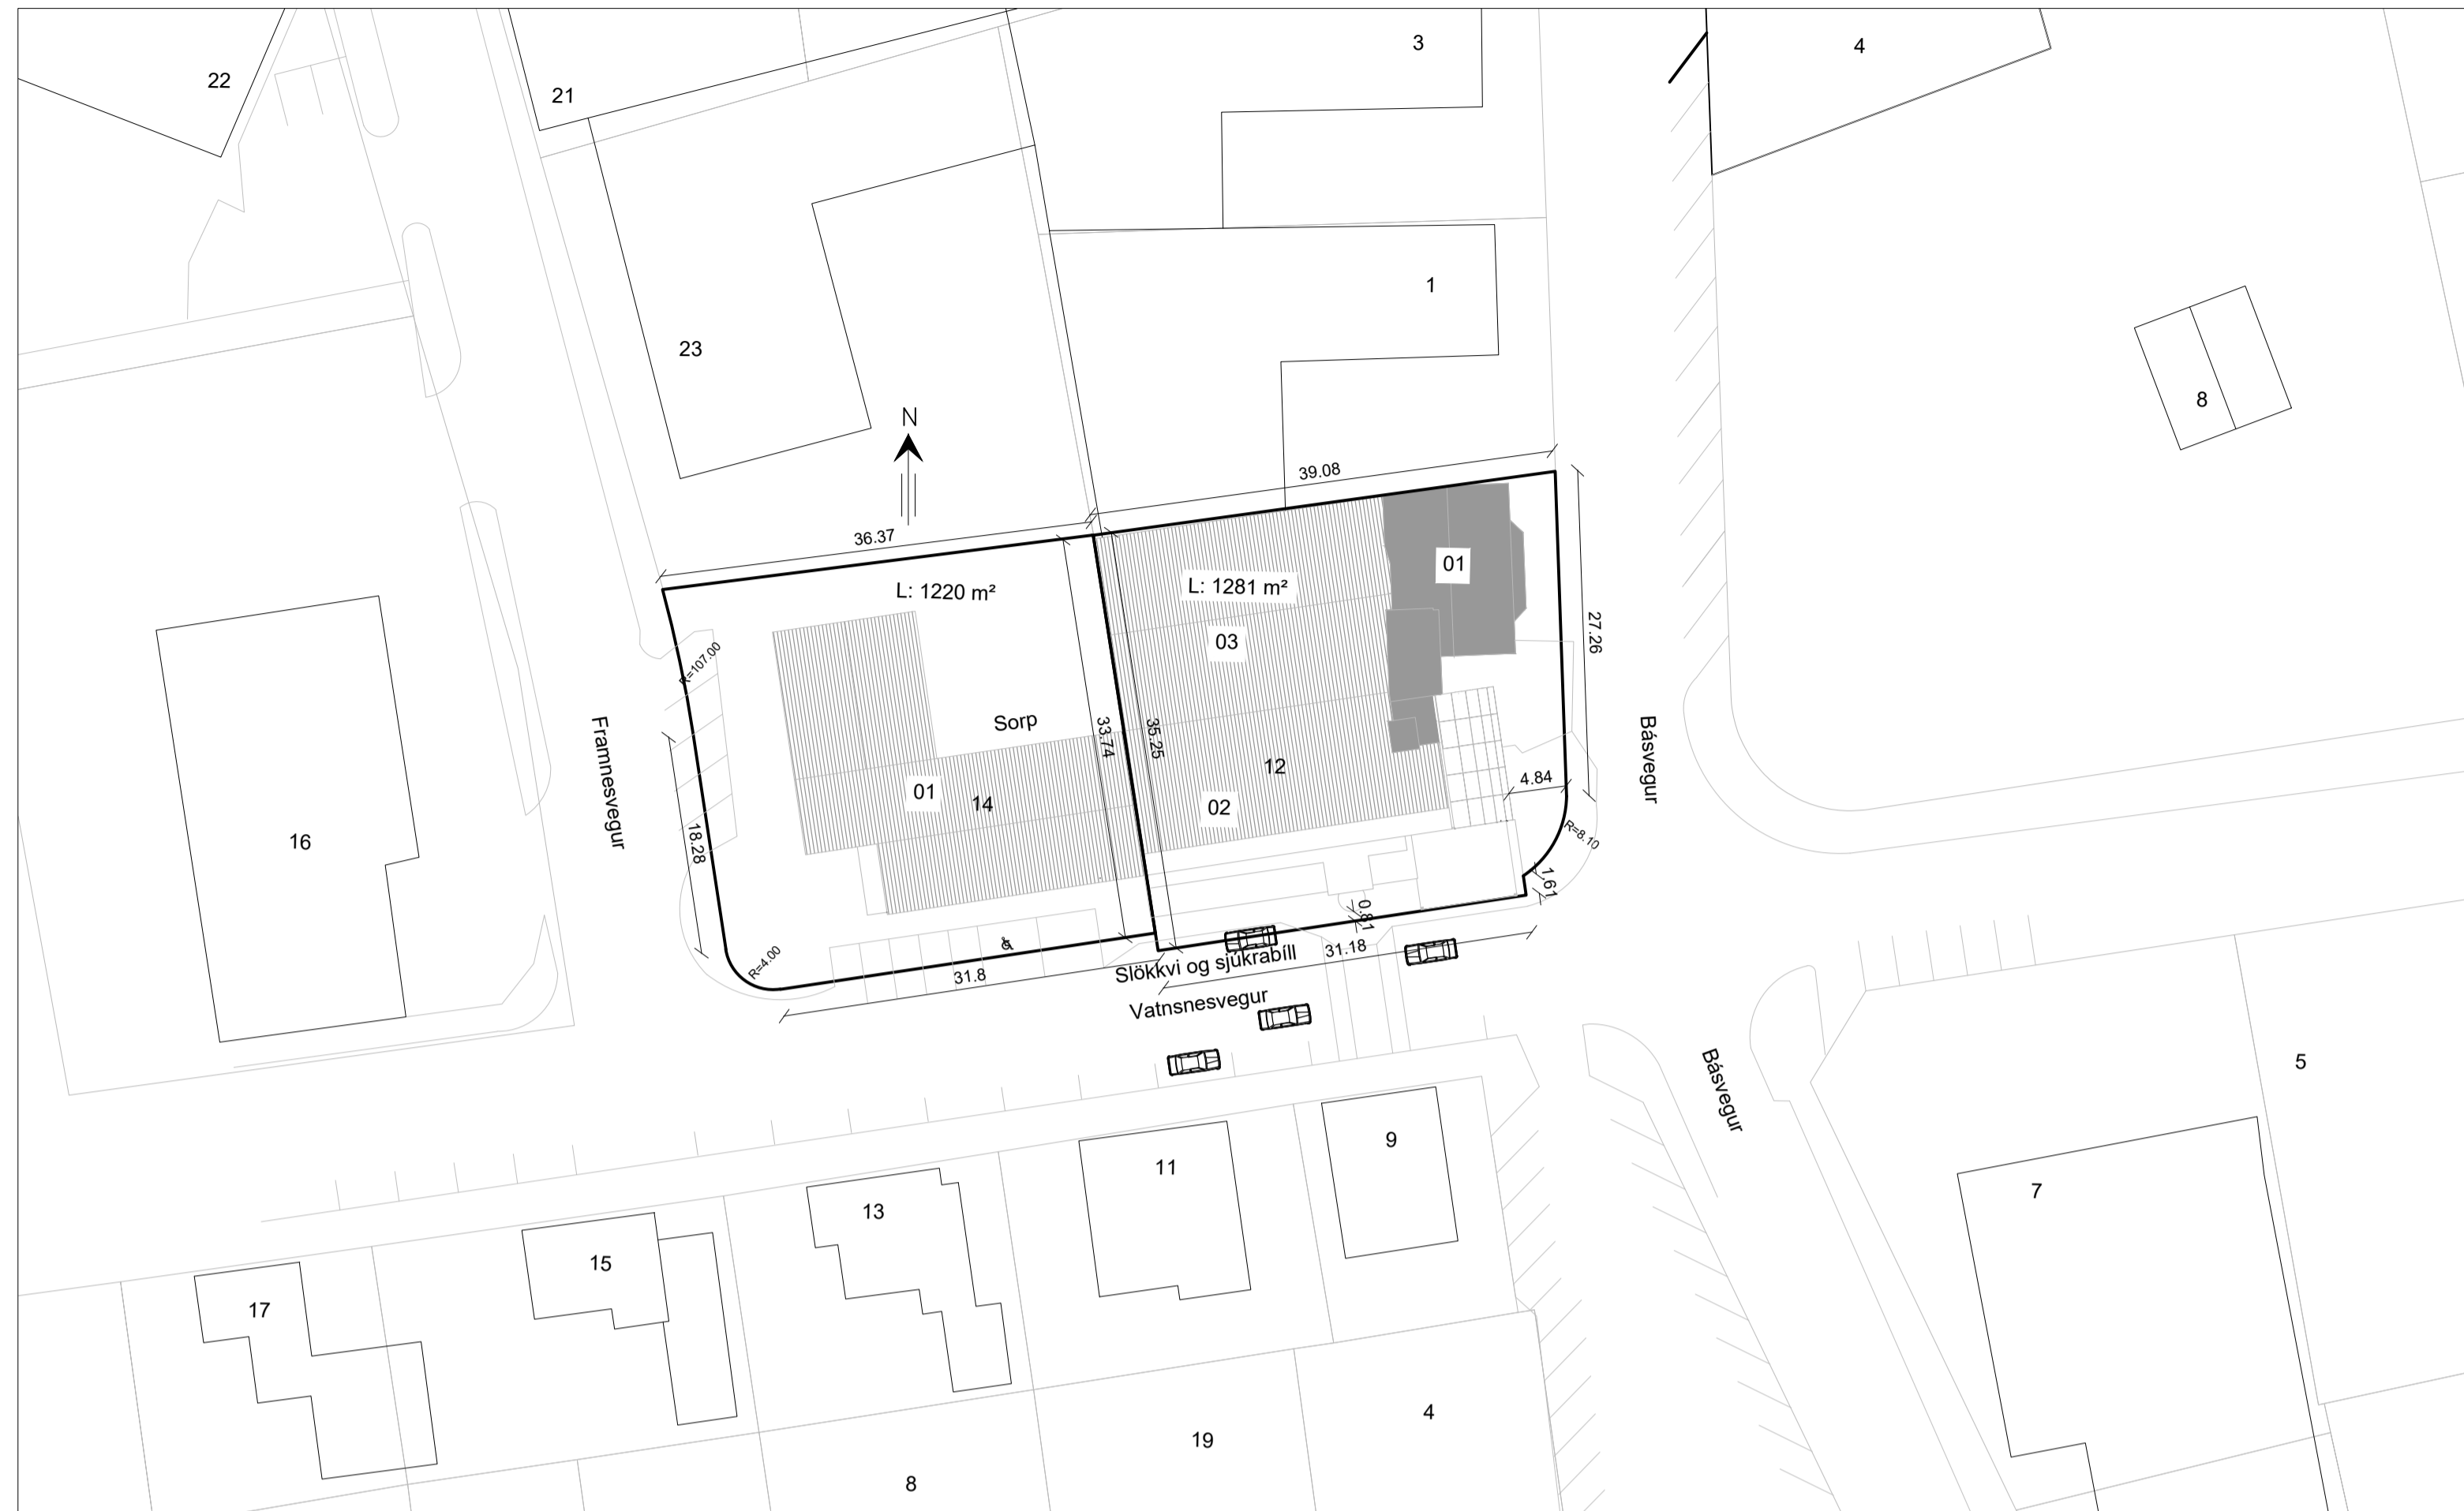 3
4
22
21
1
23
8
N
39.08
36.37
01
L: 1220 m²
L: 1281 m²
27.26
03
R=107.00
Sorp
Framnesvegur
33.74
35.25
Básvegur
12
4.84
01
14
02
16
18.28
R=8.10
1.61
0.81
31.18
Slökkvi og sjúkrabíll
R=4.00
31.8
Vatnsnesvegur
Básvegur
5
9
11
7
13
15
17
4
19
8